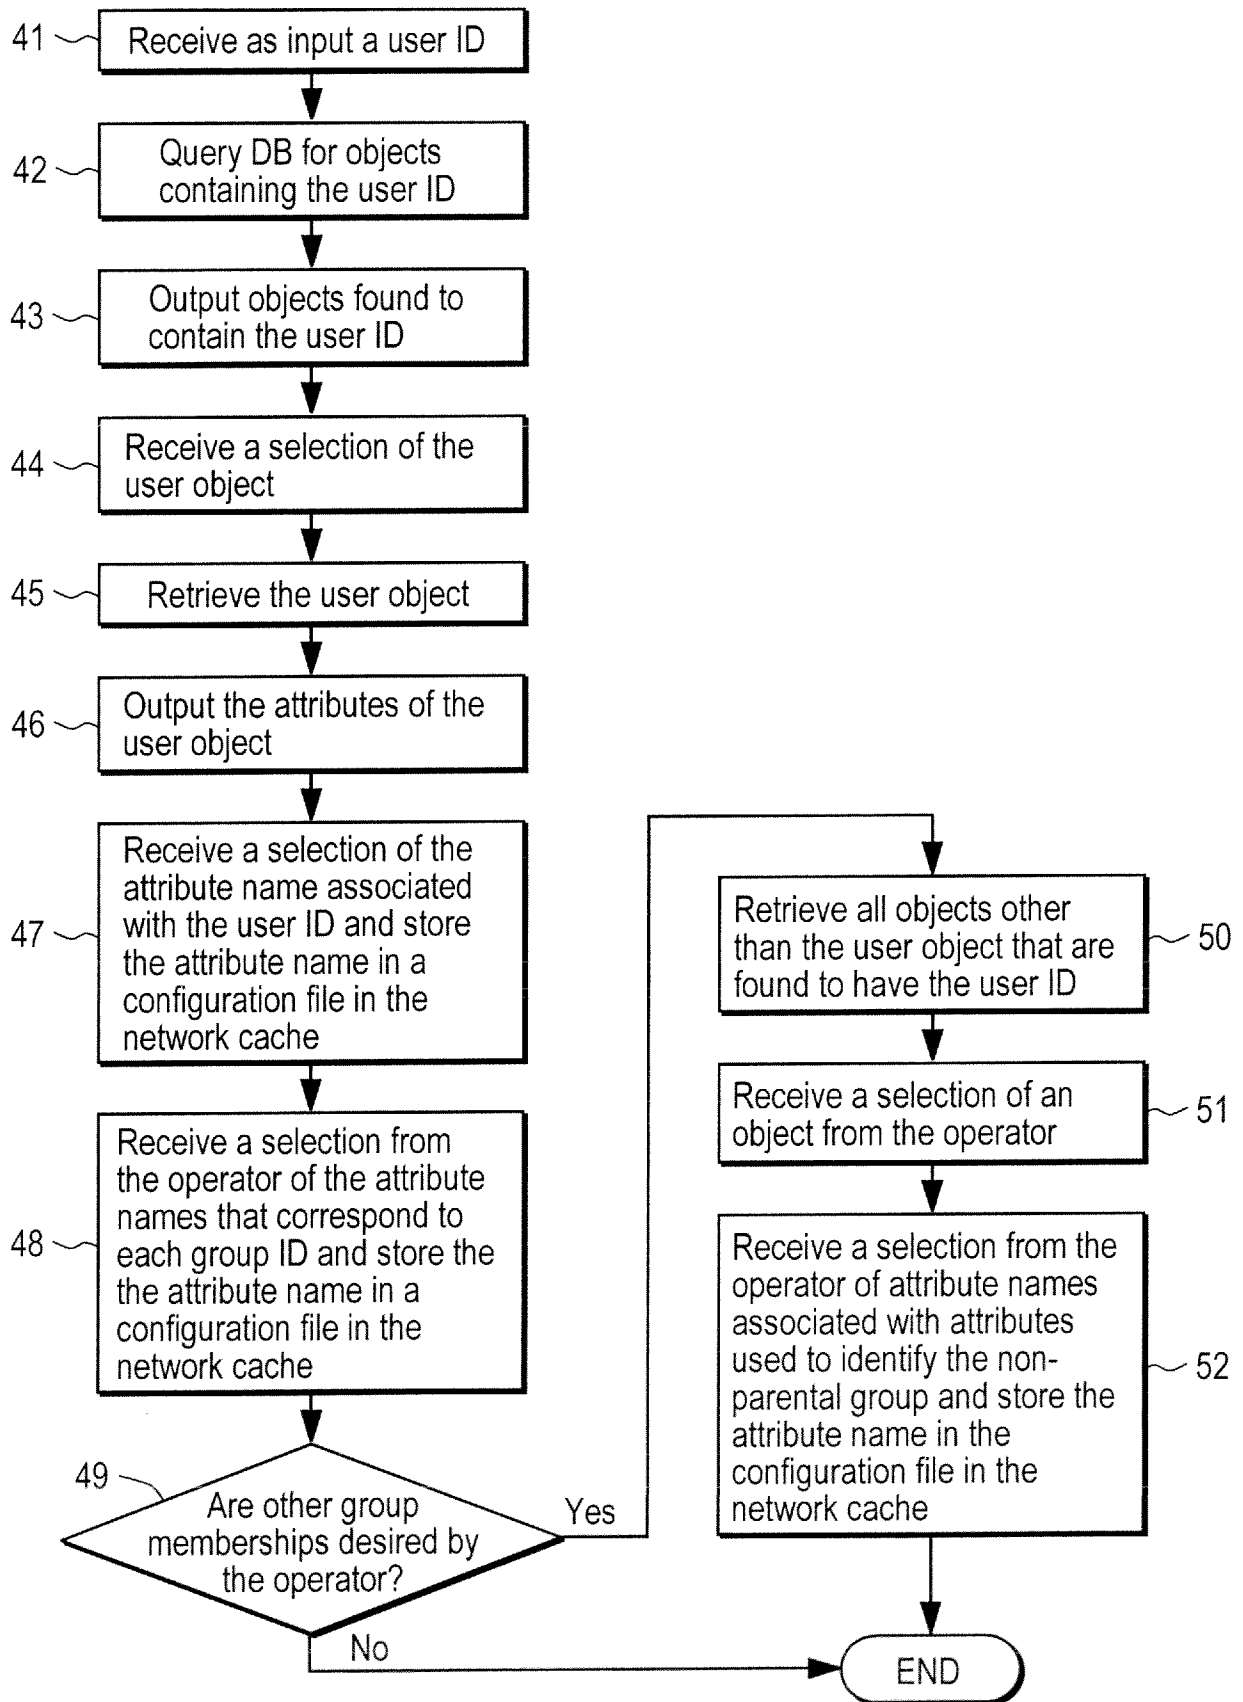 41
Receive as input a user ID
42
Query DB for objects
containing the user ID
43
Output objects found to
contain the user ID
44
Receive a selection of the
user object
45
Retrieve the user object
46
Output the attributes of the
user object
47
Receive a selection of the
attribute name associated
with the user ID and store
the attribute name in a
configuration file in the
network cache
48
Receive a selection from
the operator of the attribute
names that correspond to
each group ID and store the
the attribute name in a
configuration file in the
network cache
49
Are other group
memberships desired by
the operator?
Yes
No
Retrieve all objects other
than the user object that are
found to have the user ID
50
Receive a selection of an
object from the operator
51
Receive a selection from the
operator of attribute names
associated with attributes
used to identify the non-
parental group and store the
attribute name in the
configuration file in the
network cache
52
END